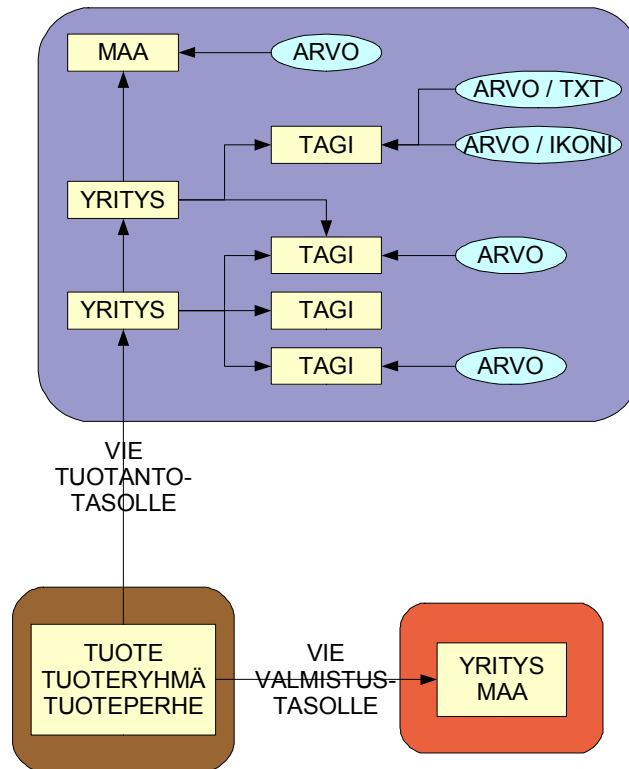 MAA
ARVO
ARVO / TXT
TAGI
ARVO / IKONI
YRITYS
TAGI
ARVO
YRITYS
TAGI
TAGI
ARVO
VIE
TUOTANTO-
TASOLLE
TUOTE
TUOTERYHMÄ
TUOTEPERHE
VIE
VALMISTUS-
TASOLLE
YRITYS
MAA